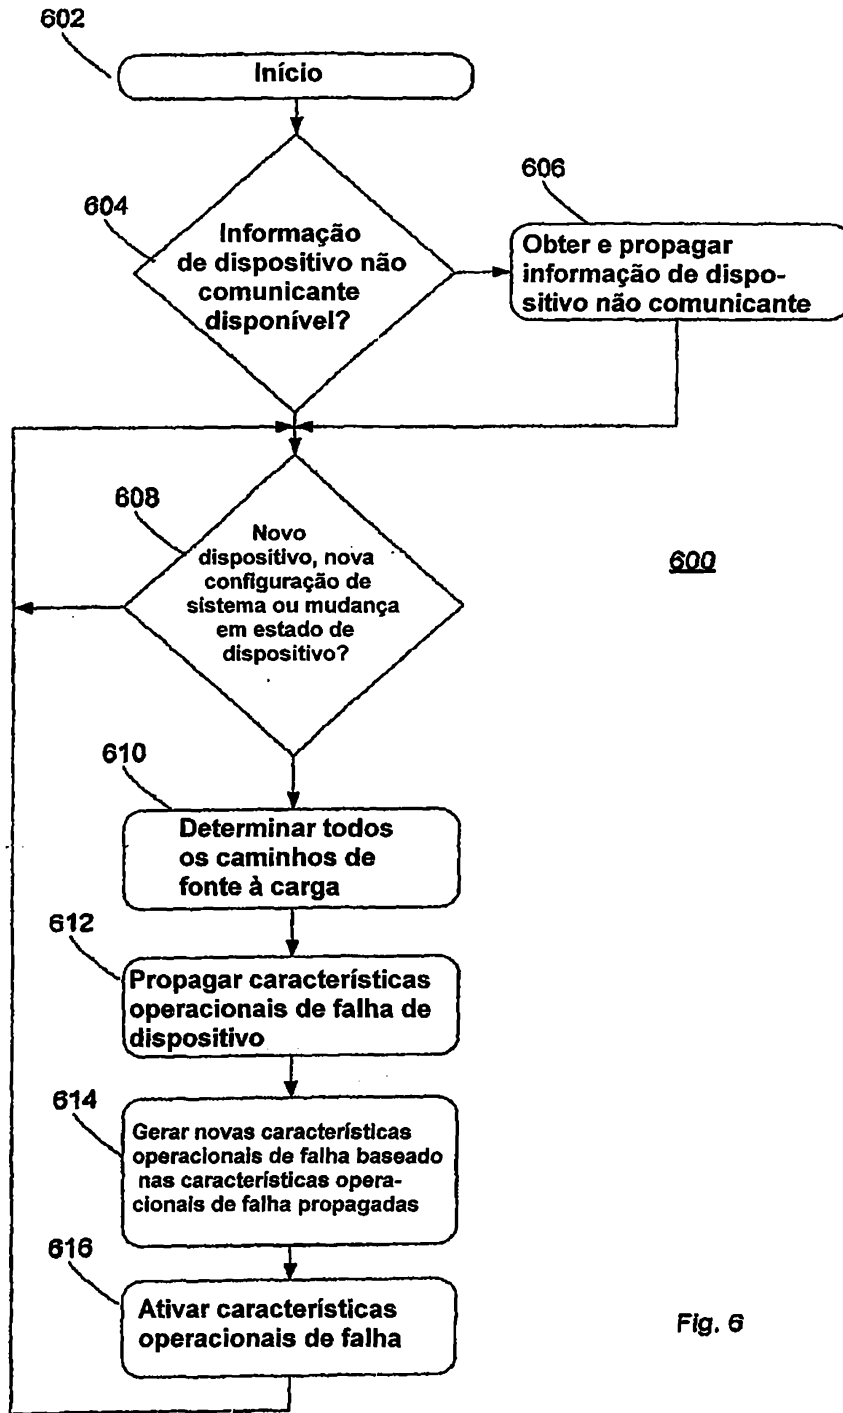 602
Início
604
Informação
de dispositivo não
comunicante
disponível?
606
Obter e propagar
informação de dispo-
sitivo não comunicante
608
Novo
dispositivo, nova
configuração de
sistema ou mudança
em estado de
dispositivo?
600
610
Determinar todos
os caminhos de
fonte à carga
612
Propagar características
operacionais de falha de
dispositivo
614
Gerar novas características
operacionais de falha baseado
nas características opera-
cionais de falha propagadas
616
Ativar características
operacionais de falha
Fig. 6